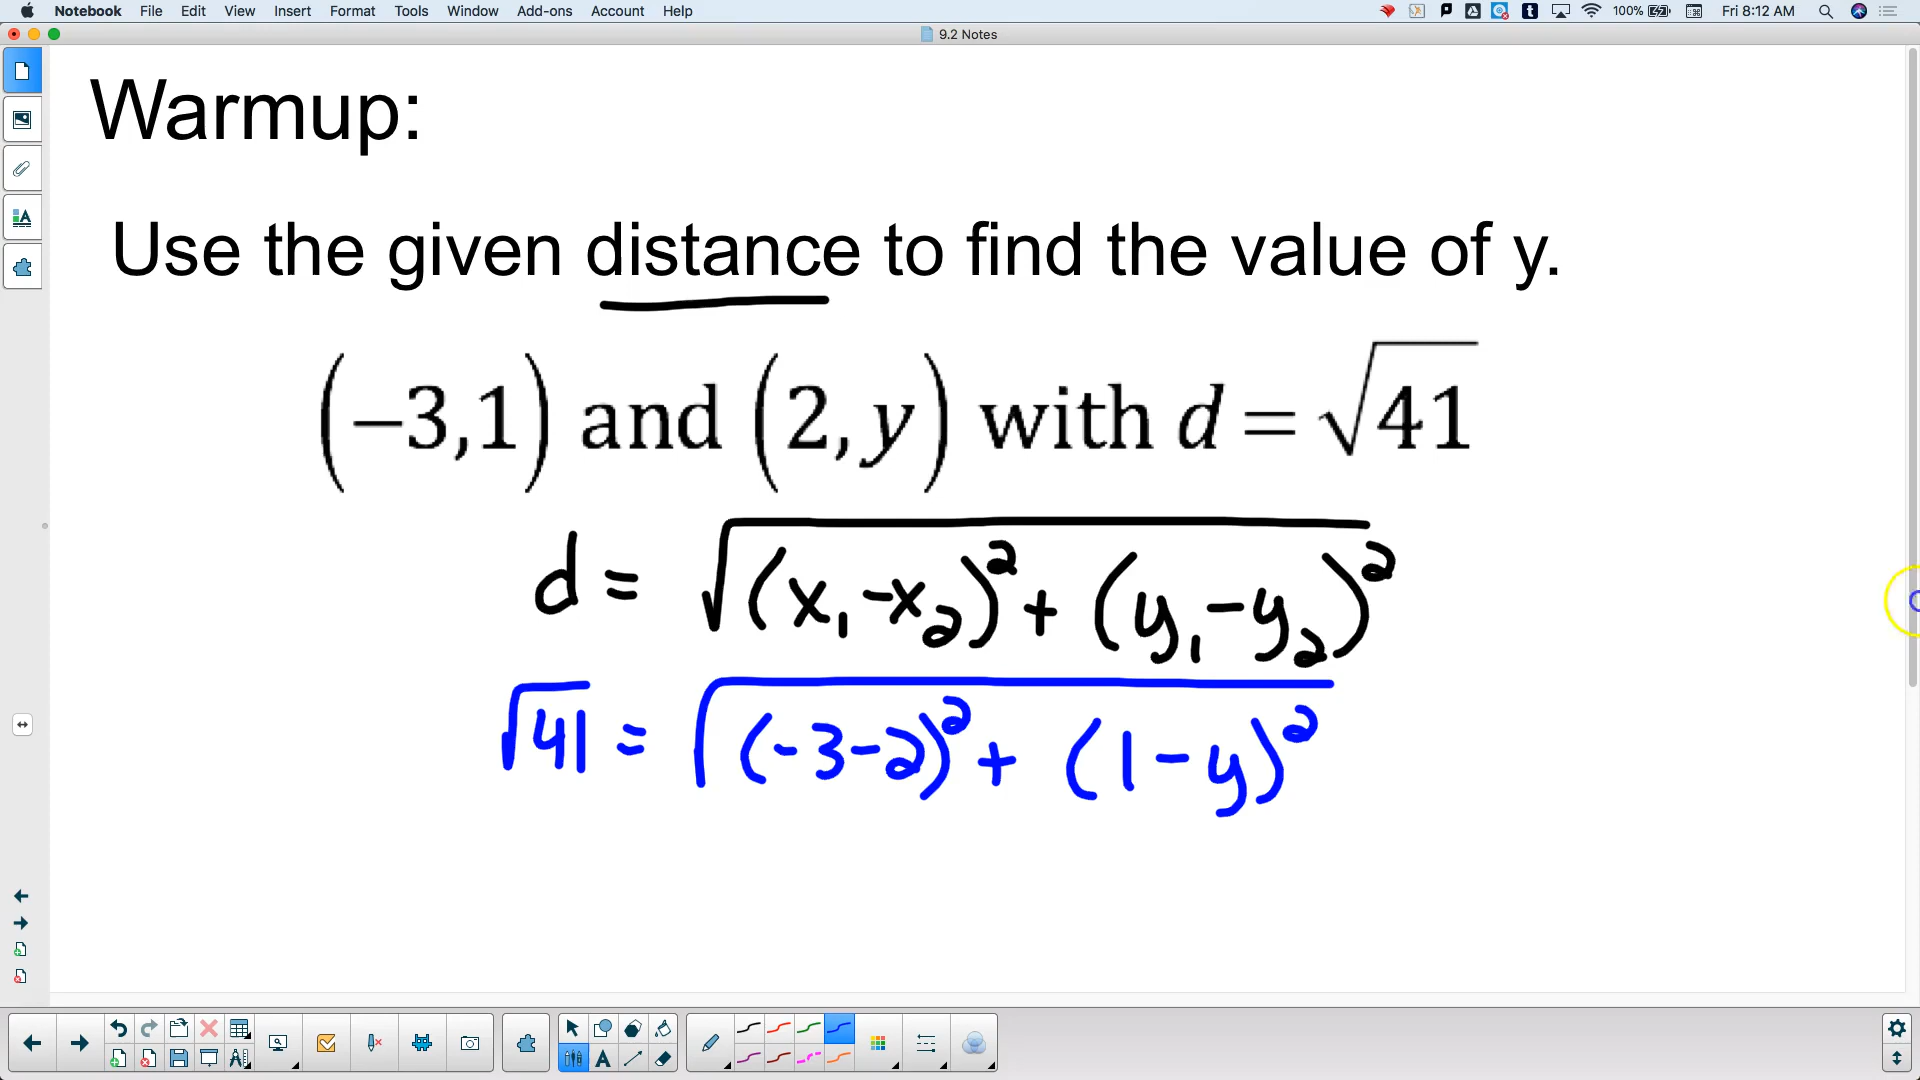 Notebook File Edit View Insert Format Tools Window Add-ons Account Help 100% Fri 8:12 AM
9.2 Notes
Warmup:
Use the given distance to find the value of y.
(−3,1) and (2, y) with d = √41
d = √(x₁-x₂)² + (y₁-y₂)²
√41 = √(-3-2)² + (1-y)²